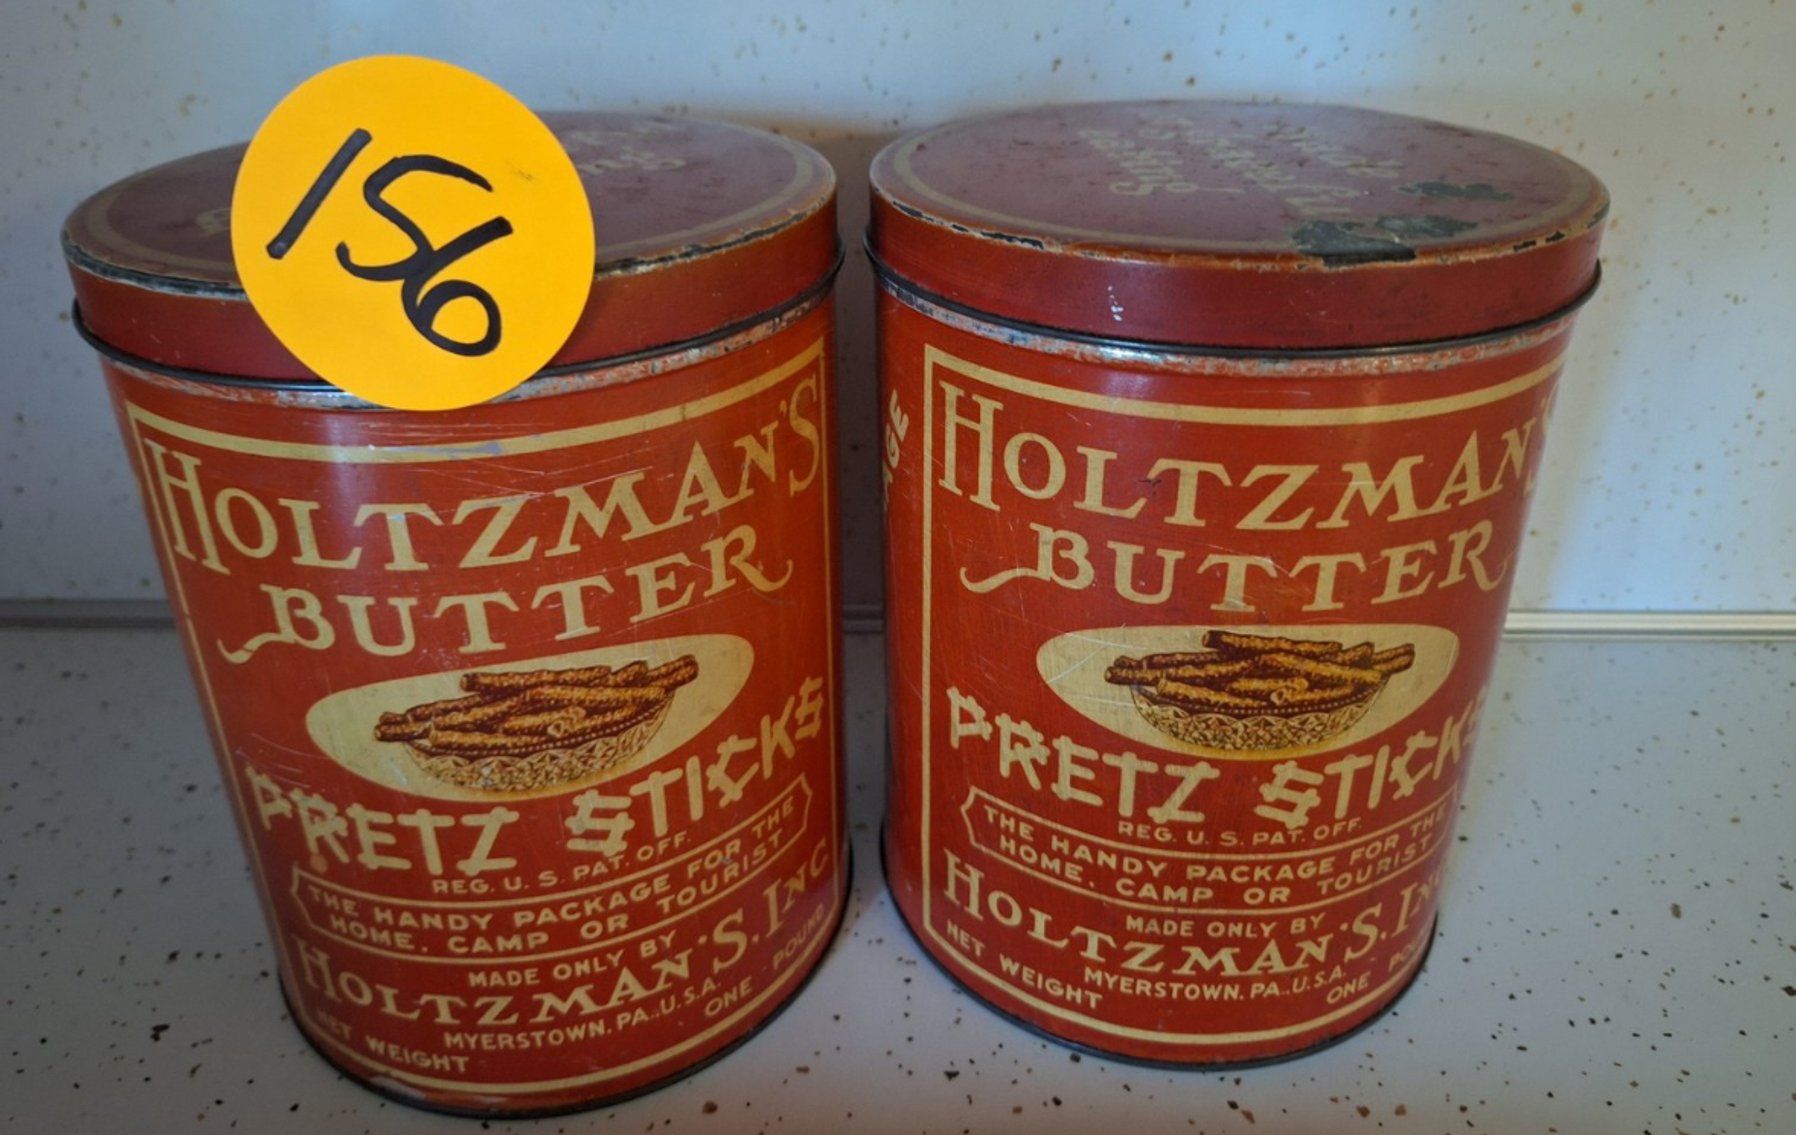 156
HOLTZMAN'S
BUTTER
PRETZ STICKS
REG. U. S. PAT. OFF.
THE HANDY PACKAGE FOR THE
HOME, CAMP OR TOURIST
MADE ONLY BY
HOLTZMAN'S. INC
MYERSTOWN. PA.. U.S.A.
NET WEIGHT ONE POUND
HOLTZMAN'S
BUTTER
PRETZ STICKS
REG. U. S. PAT. OFF.
THE HANDY PACKAGE FOR THE
HOME, CAMP OR TOURIST
MADE ONLY BY
HOLTZMAN'S. INC
MYERSTOWN. PA.. U.S.A.
NET WEIGHT ONE POUND